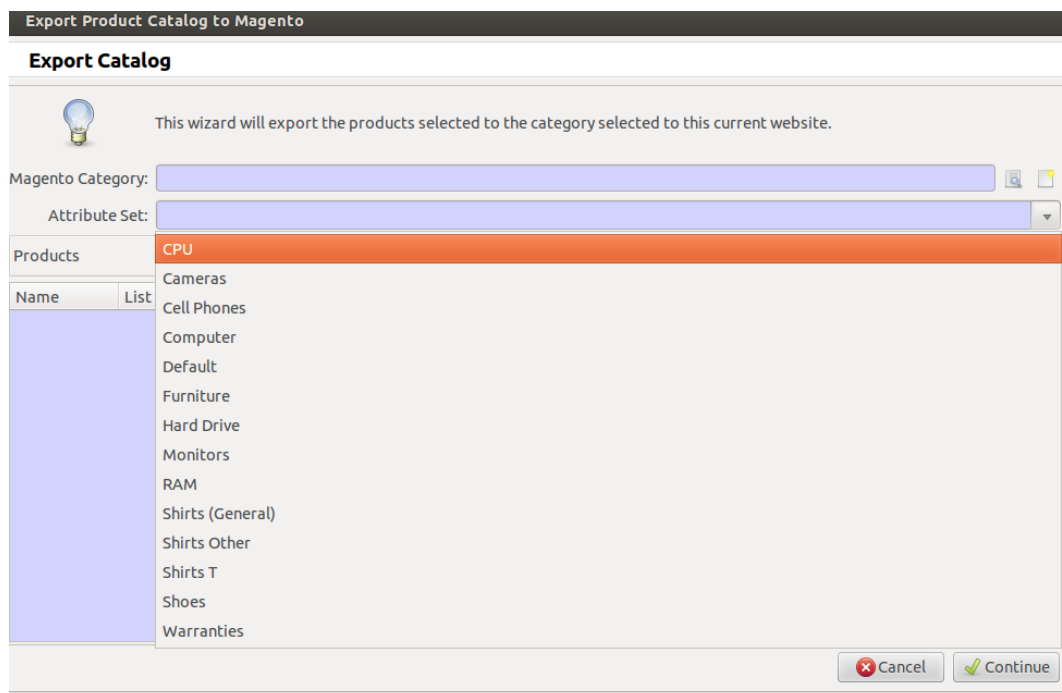 Export Product Catalog to Magento
Export Catalog
This wizard will export the products selected to the category selected to this current website.
Magento Category:
Attribute Set:
Products
Name List
CPU
Cameras
Cell Phones
Computer
Default
Furniture
Hard Drive
Monitors
RAM
Shirts (General)
Shirts Other
Shirts T
Shoes
Warranties
Cancel Continue